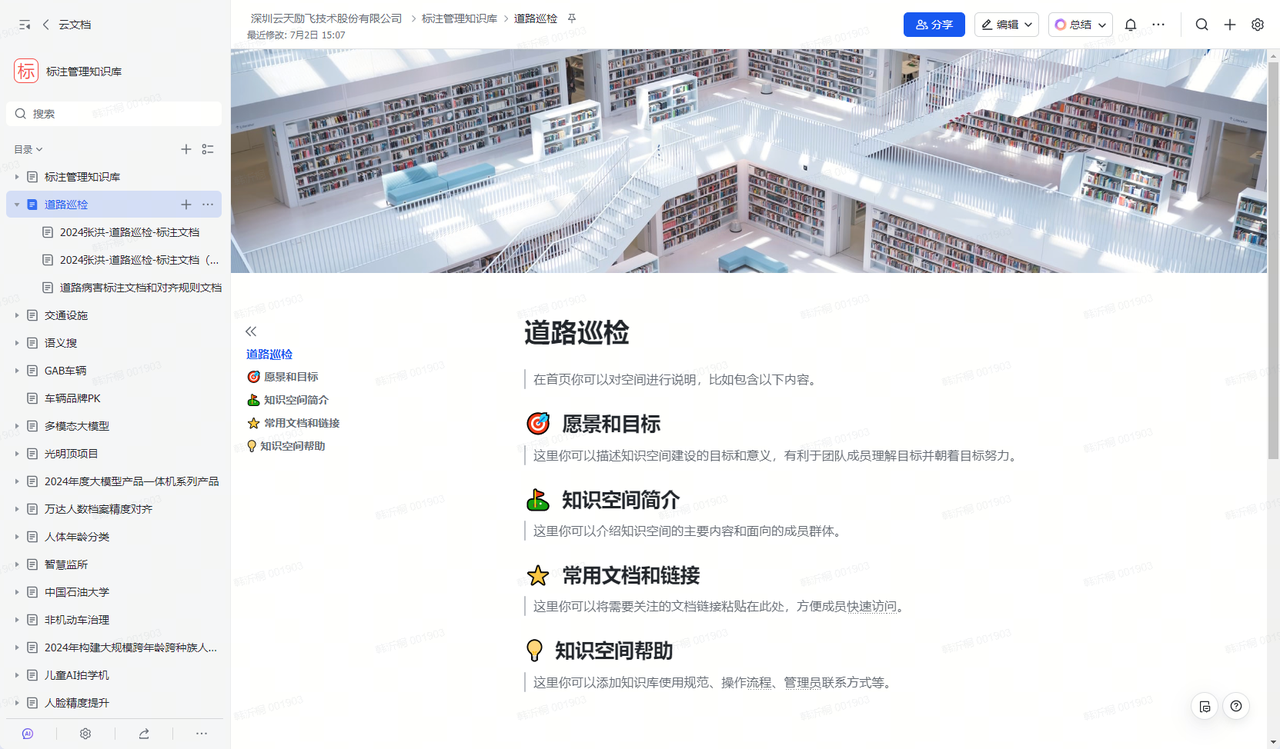 云文档
标
标注管理知识库
搜索
目录
标注管理知识库
道路巡检
2024张洪-道路巡检-标注文档
2024张洪-道路巡检-标注文档（...
道路病害标注文档和对齐规则文档
交通设施
语义搜
GAB车辆
车辆品牌PK
多模态大模型
光明顶项目
2024年度大模型产品一体机系列产品
万达人数档案精度对齐
人体年龄分类
智慧监所
中国石油大学
非机动车治理
2024年构建大规模跨年龄跨种族人...
儿童AI拍学机
人脸精度提升
深圳云天励飞技术股份有限公司 > 标注管理知识库 > 道路巡检
最近修改: 7月2日 15:07
分享
编辑
总结
道路巡检
愿景和目标
知识空间简介
常用文档和链接
知识空间帮助
道路巡检
在首页你可以对空间进行说明，比如包含以下内容。
愿景和目标
这里你可以描述知识空间建设的目标和意义，有利于团队成员理解目标并朝着目标努力。
知识空间简介
这里你可以介绍知识空间的主要内容和面向的成员群体。
常用文档和链接
这里你可以将需要关注的文档链接粘贴在此处，方便成员快速访问。
知识空间帮助
这里你可以添加知识库使用规范、操作流程、管理员联系方式等。